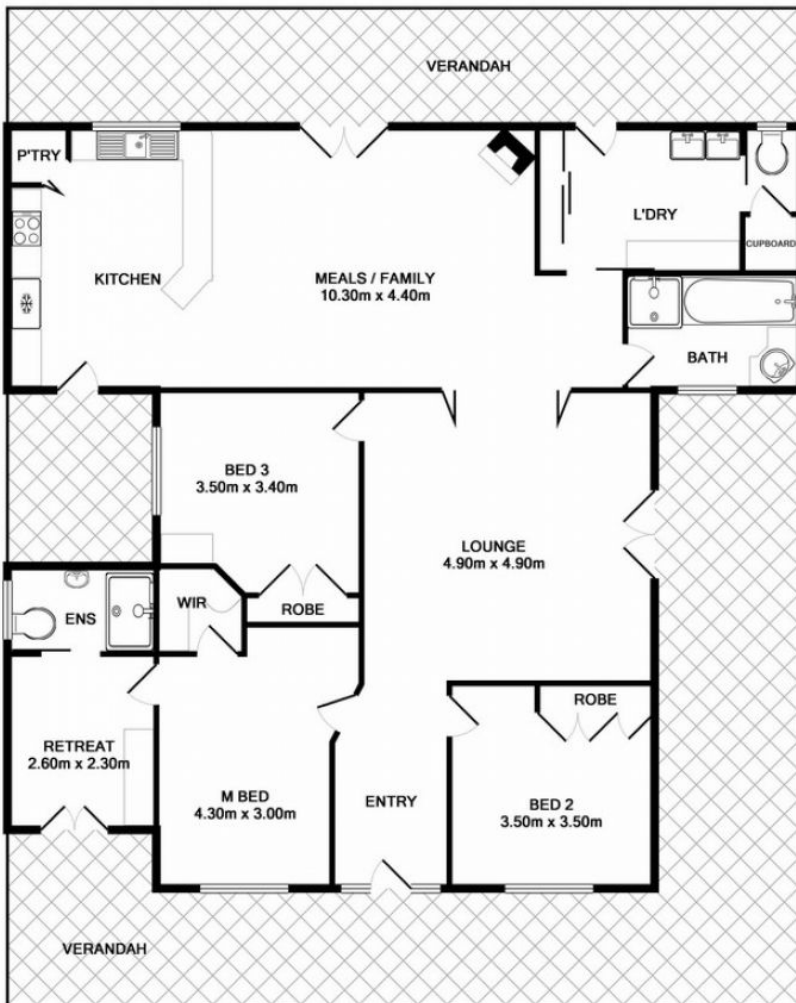 VERANDAH
P'TRY
L'DRY
CUPBOARD
KITCHEN
MEALS / FAMILY
10.30m x 4.40m
BATH
BED 3
3.50m x 3.40m
LOUNGE
4.90m x 4.90m
WIR
ROBE
ENS
ROBE
RETREAT
2.60m x 2.30m
M BED
4.30m x 3.00m
ENTRY
BED 2
3.50m x 3.50m
VERANDAH